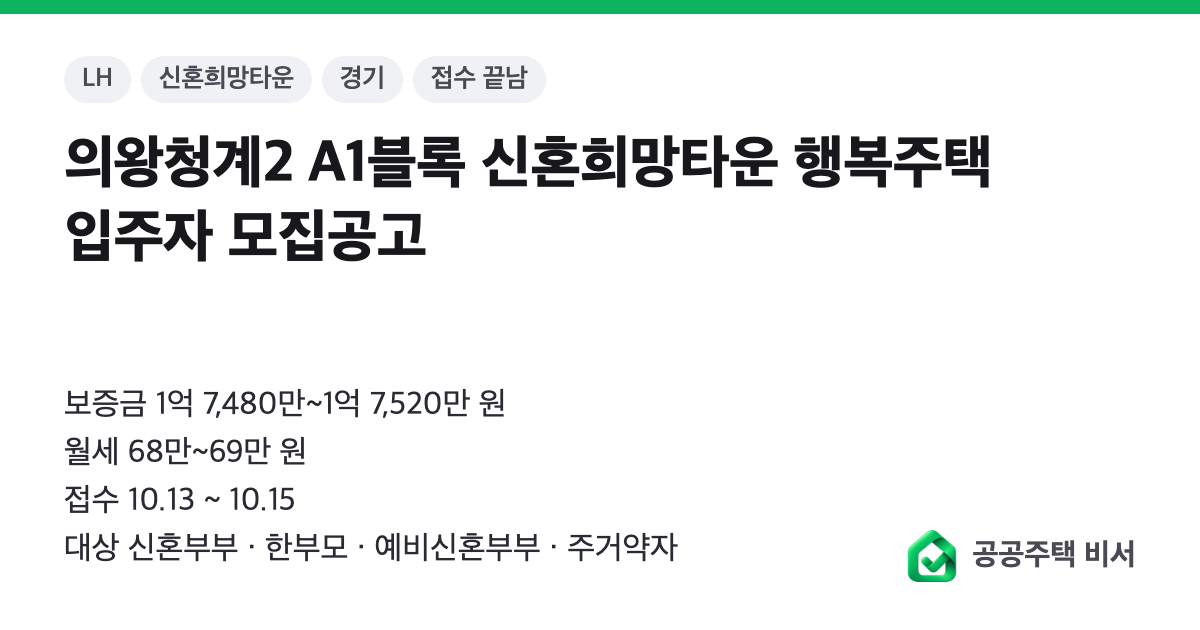 LH 신혼희망타운 경기 접수 끝남
의왕청계2 A1블록 신혼희망타운 행복주택
입주자 모집공고
보증금 1억 7,480만~1억 7,520만 원
월세 68만~69만 원
접수 10.13 ~ 10.15
대상 신혼부부 · 한부모 · 예비신혼부부 · 주거약자
공공주택 비서